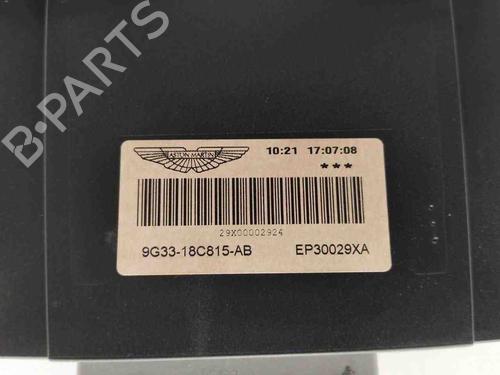 B-PARTS
ASTON MARTIN
10:21 17:07:08
***
29X00002924
9G33-18C815-AB EP30029XA